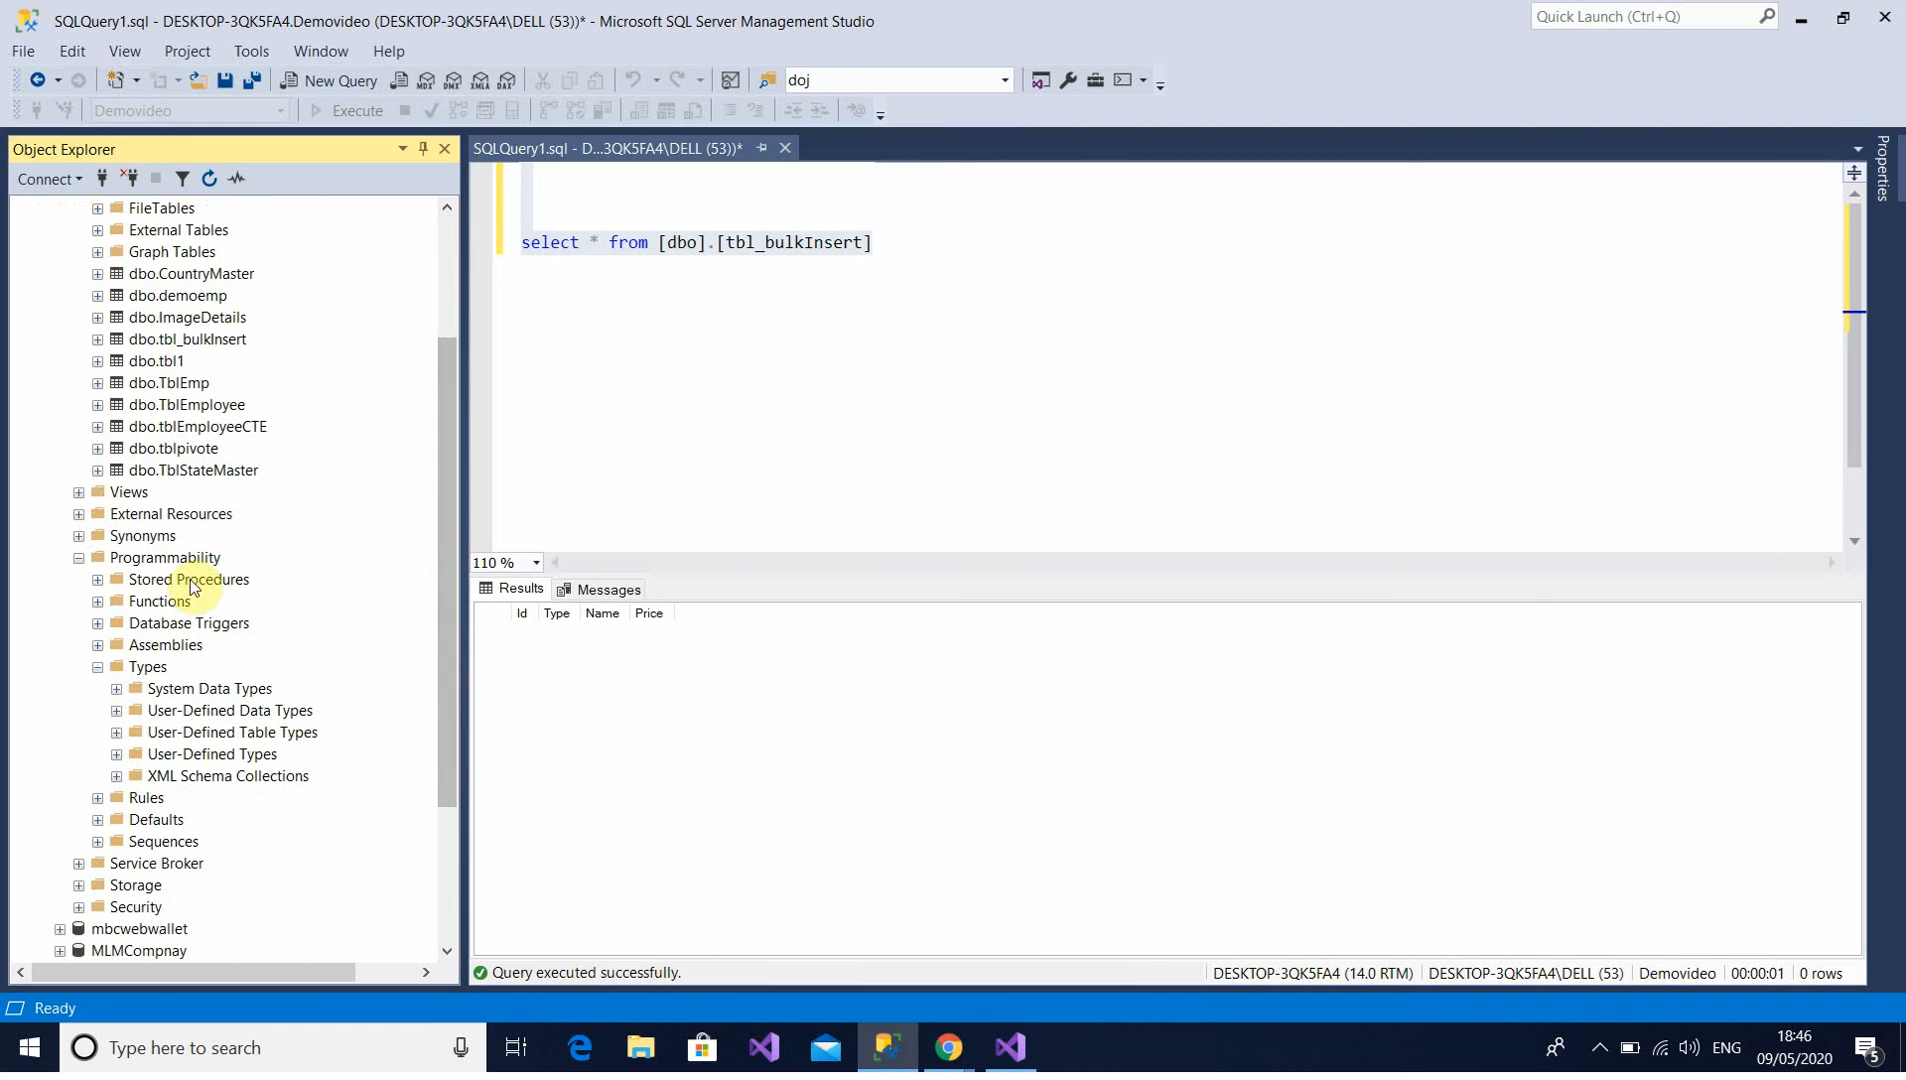 SQLQuery1.sql - DESKTOP-3QK5FA4.Demovideo (DESKTOP-3QK5FA4\DELL (53))* - Microsoft SQL Server Management Studio
Quick Launch (Ctrl+Q)
File Edit View Project Tools Window Help
New Query MDX DMX XMLA DAX doj
Demovideo Execute
Object Explorer
SQLQuery1.sql - D...3QK5FA4\DELL (53))*
Properties
Connect
FileTables
External Tables
Graph Tables
dbo.CountryMaster
dbo.demoemp
dbo.ImageDetails
dbo.tbl_bulkInsert
dbo.tbl1
dbo.TblEmp
dbo.TblEmployee
dbo.tblEmployeeCTE
dbo.tblpivote
dbo.TblStateMaster
Views
External Resources
Synonyms
Programmability
Stored Procedures
Functions
Database Triggers
Assemblies
Types
System Data Types
User-Defined Data Types
User-Defined Table Types
User-Defined Types
XML Schema Collections
Rules
Defaults
Sequences
Service Broker
Storage
Security
mbcwebwallet
MLMCompnay
select * from [dbo].[tbl_bulkInsert]
110 %
Results Messages
Id Type Name Price
Query executed successfully.
DESKTOP-3QK5FA4 (14.0 RTM) DESKTOP-3QK5FA4\DELL (53) Demovideo 00:00:01 0 rows
Ready
Type here to search
ENG
18:46
09/05/2020
5